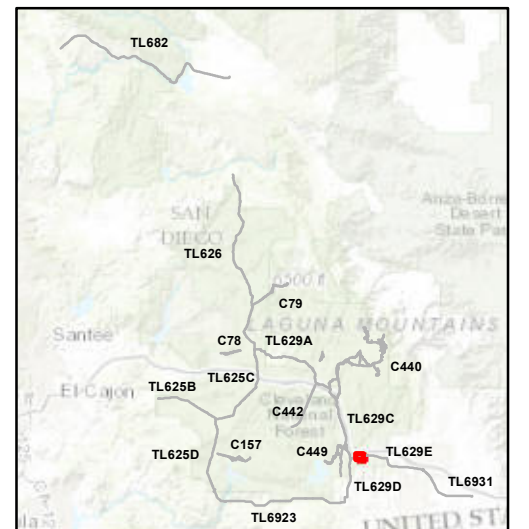 TL682
Anza-Borrego
Desert
State Par
SAN
DIEGO
TL626
6500 ft
C79
LAGUNA MOUNTAINS
Santee
C78
TL629A
C440
El Cajon
TL625B
TL625C
Cleveland
National
Forest
C442
TL629C
C157
C449
TL629E
TL625D
TL629D
TL6931
TL6923
UNITED STA